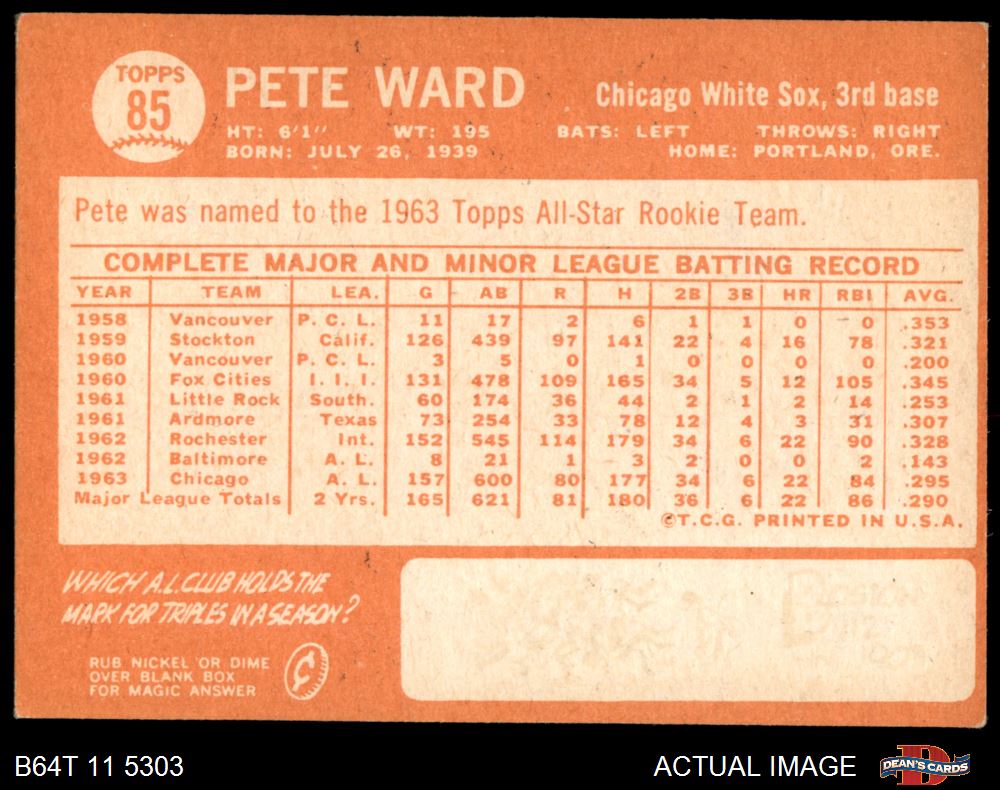 TOPPS
85
PETE WARD
Chicago White Sox, 3rd base
HT: 6'1" WT: 195 BATS: LEFT THROWS: RIGHT
BORN: JULY 26, 1939 HOME: PORTLAND, ORE.
Pete was named to the 1963 Topps All-Star Rookie Team.
COMPLETE MAJOR AND MINOR LEAGUE BATTING RECORD
YEAR TEAM LEA. G AB R H 2B 3B HR RBI AVG.
1958 Vancouver P. C. L. 11 17 2 6 1 1 0 0 .353
1959 Stockton Calif. 126 439 97 141 22 4 16 78 .321
1960 Vancouver P. C. L. 3 5 0 1 0 0 0 0 .200
1960 Fox Cities I. I. I. 131 478 109 165 34 5 12 105 .345
1961 Little Rock South. 60 174 36 44 2 1 2 14 .253
1961 Ardmore Texas 73 254 33 78 12 4 3 31 .307
1962 Rochester Int. 152 545 114 179 34 6 22 90 .328
1962 Baltimore A. L. 8 21 1 3 2 0 0 2 .143
1963 Chicago A. L. 157 600 80 177 34 6 22 84 .295
Major League Totals 2 Yrs. 165 621 81 180 36 6 22 86 .290
©T.C.G. PRINTED IN U.S.A.
WHICH A.L. CLUB HOLDS THE
MARK FOR TRIPLES IN A SEASON?
RUB NICKEL OR DIME
OVER BLANK BOX
FOR MAGIC ANSWER
¢
B64T 11 5303
ACTUAL IMAGE
DEAN'S CARDS